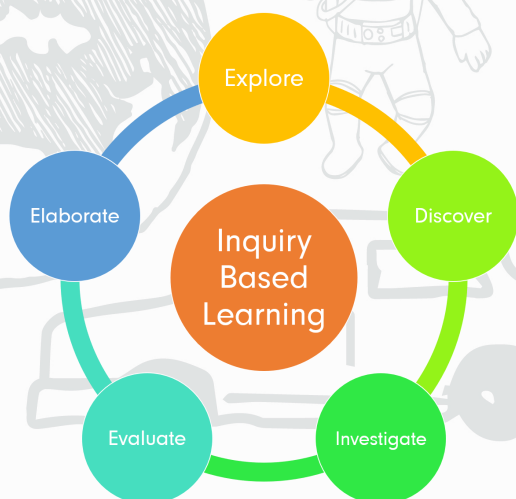 Explore
Elaborate
Discover
Inquiry
Based
Learning
Evaluate
Investigate